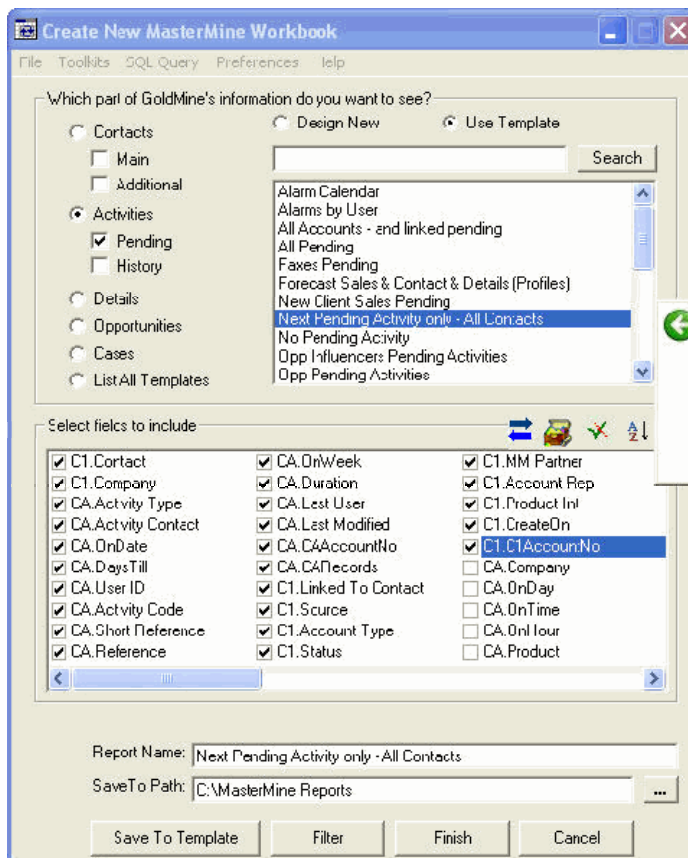 Create New MasterMine Workbook
File Toolkits SQL Query Preferences Help
Which part of GoldMine's information do you want to see?
Contacts
Main
Additional
Activities
Pending
History
Details
Opportunities
Cases
List All Templates
Design New Use Template
Search
Alarm Calendar
Alarms by User
All Accounts - and linked pending
All Pending
Faxes Pending
Forecast Sales & Contact & Details (Profiles)
New Client Sales Pending
Next Pending Activity only - All Contacts
No Pending Activity
Opp Influencers Pending Activities
Opp Pending Activities
Select fields to include
C1.Contact CA.OnWeek C1.MM Partner
C1.Company CA.Duration C1.Account Rep
CA.Activity Type CA.Last User C1.Product Int
CA.Activity Contact CA.Last Modified C1.CreateOn
CA.OnDate CA.CAAccountNo C1.C1AccountNo
CA.DaysTill CA.CARecords CA.Company
CA.User ID C1.Linked To Contact CA.OnDay
CA.Activity Code C1.Source CA.OnTime
CA.Short Reference C1.Account Type CA.OnHour
CA.Reference C1.Status CA.Product
Report Name: Next Pending Activity only - All Contacts
SaveTo Path: C:\MasterMine Reports ...
Save To Template Filter Finish Cancel